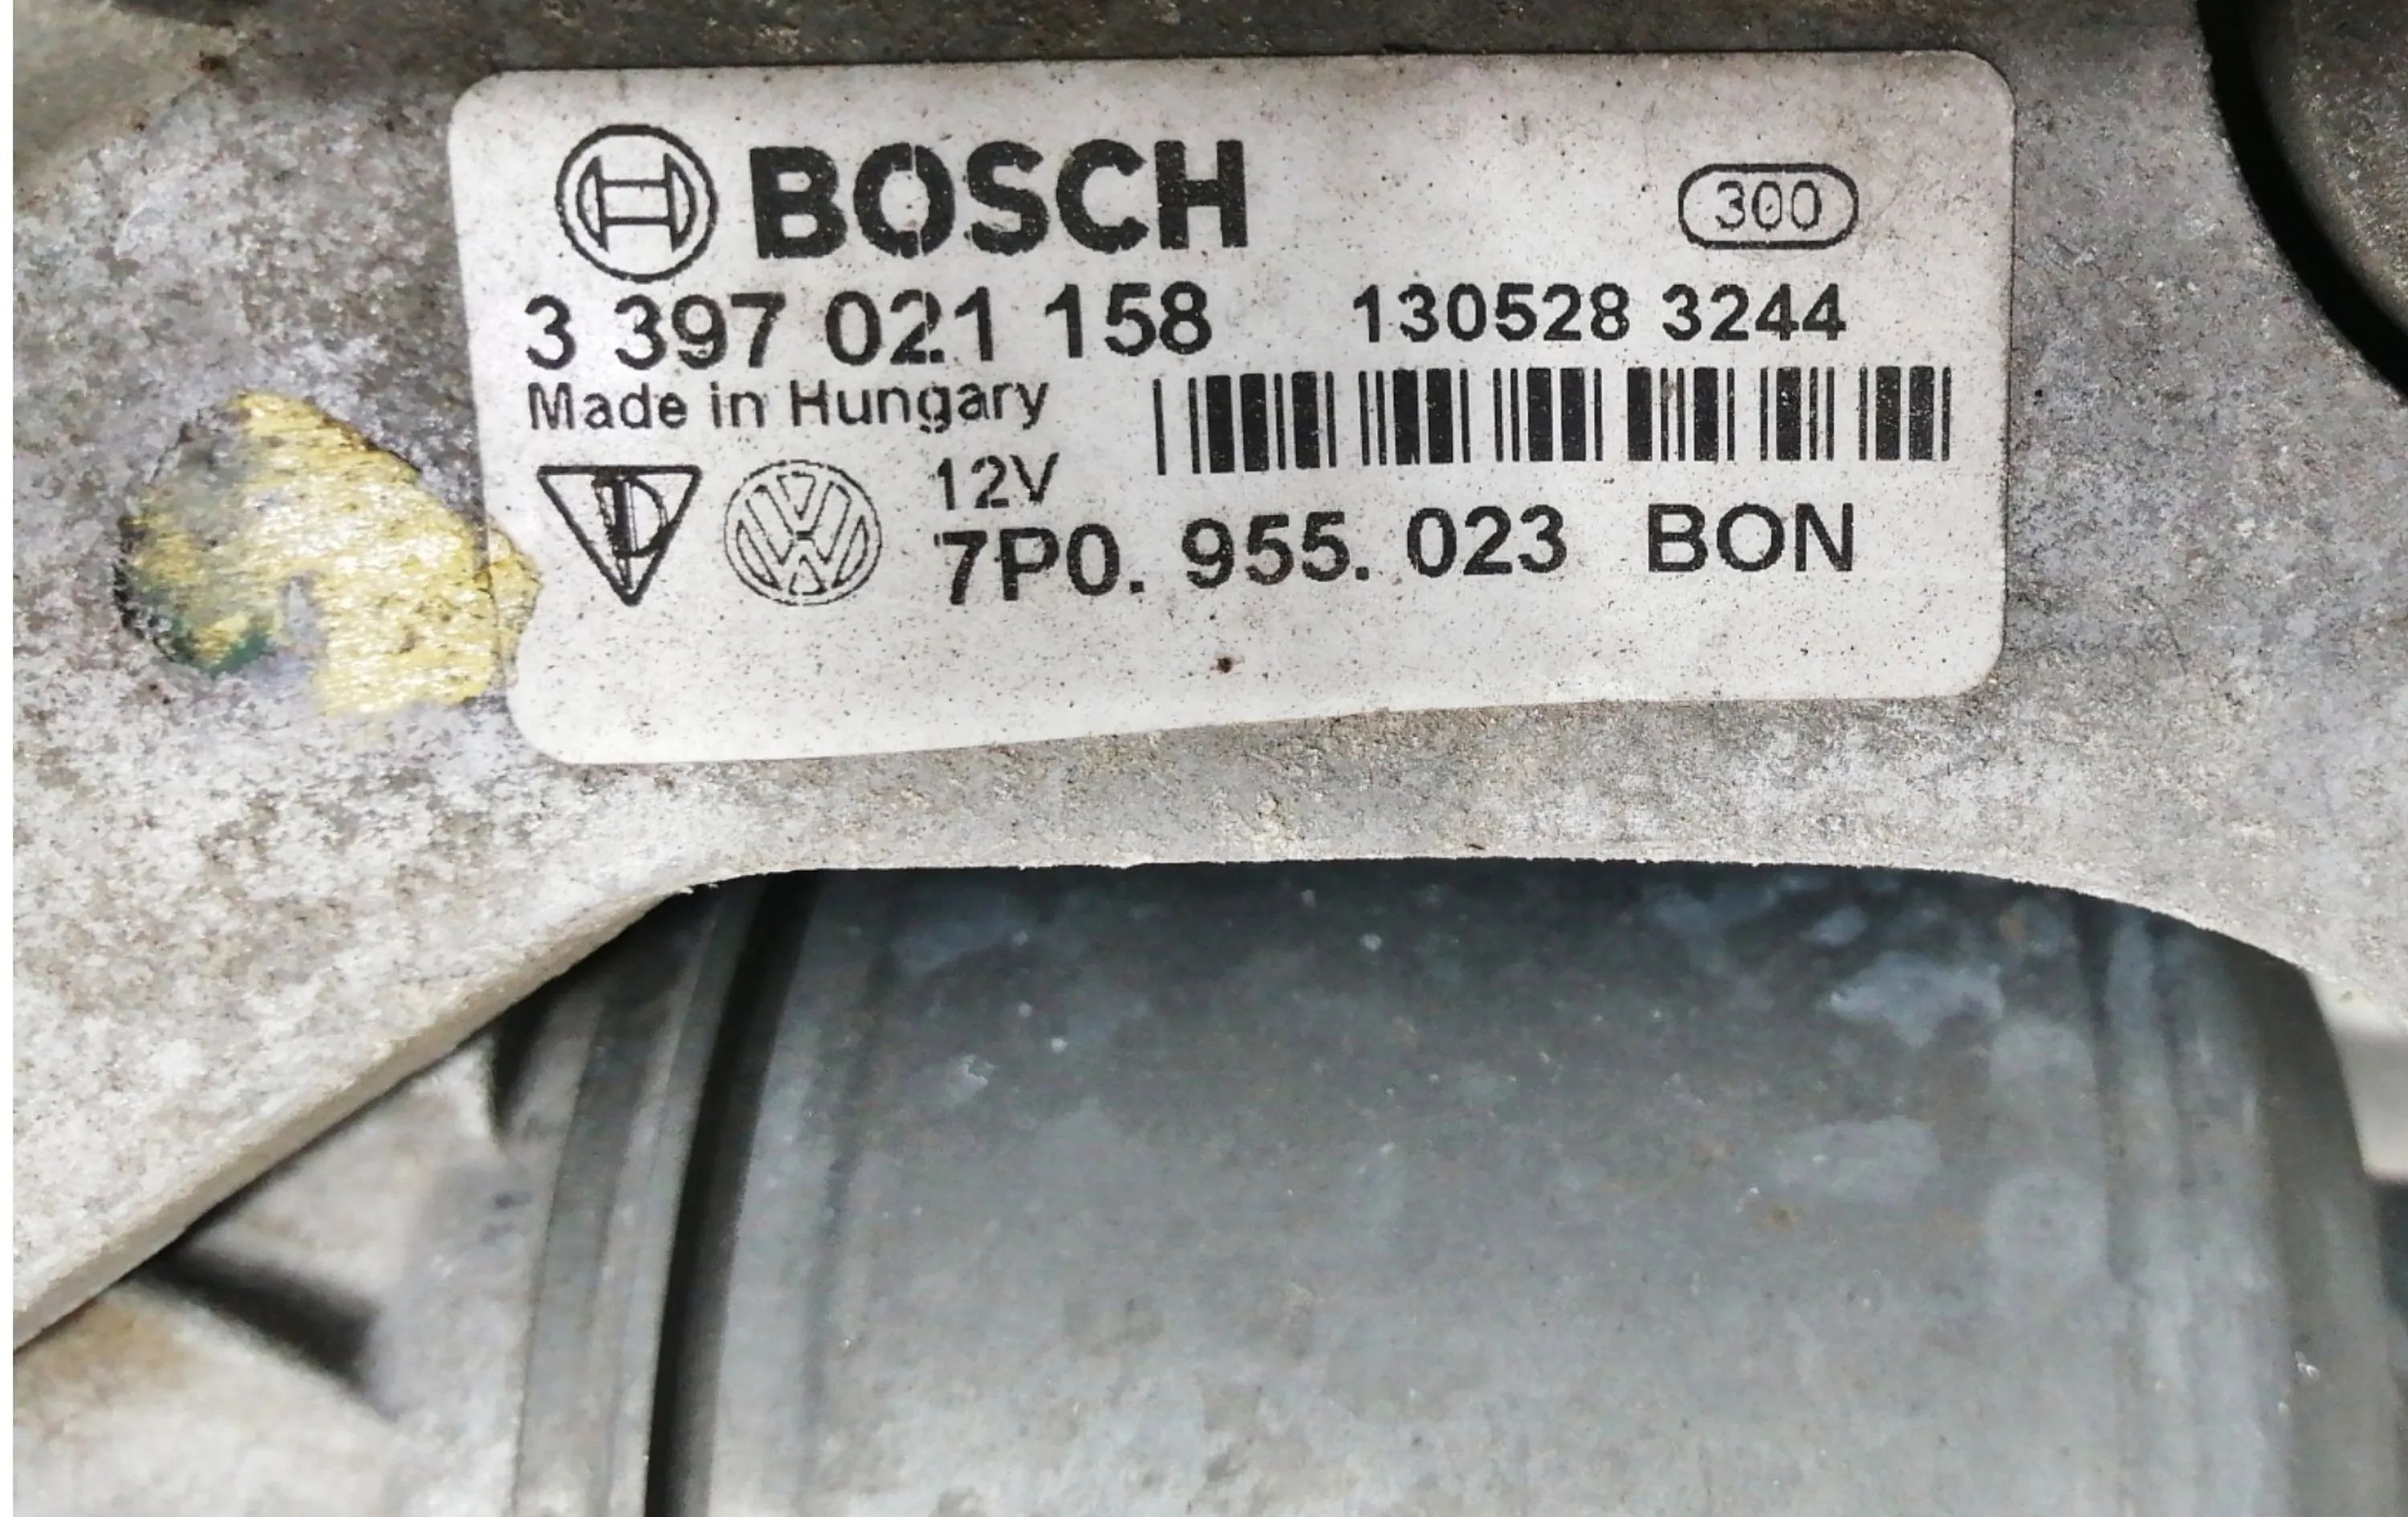 BOSCH
300
3 397 021 158 130528 3244
Made in Hungary
12V
7P0. 955. 023 BON